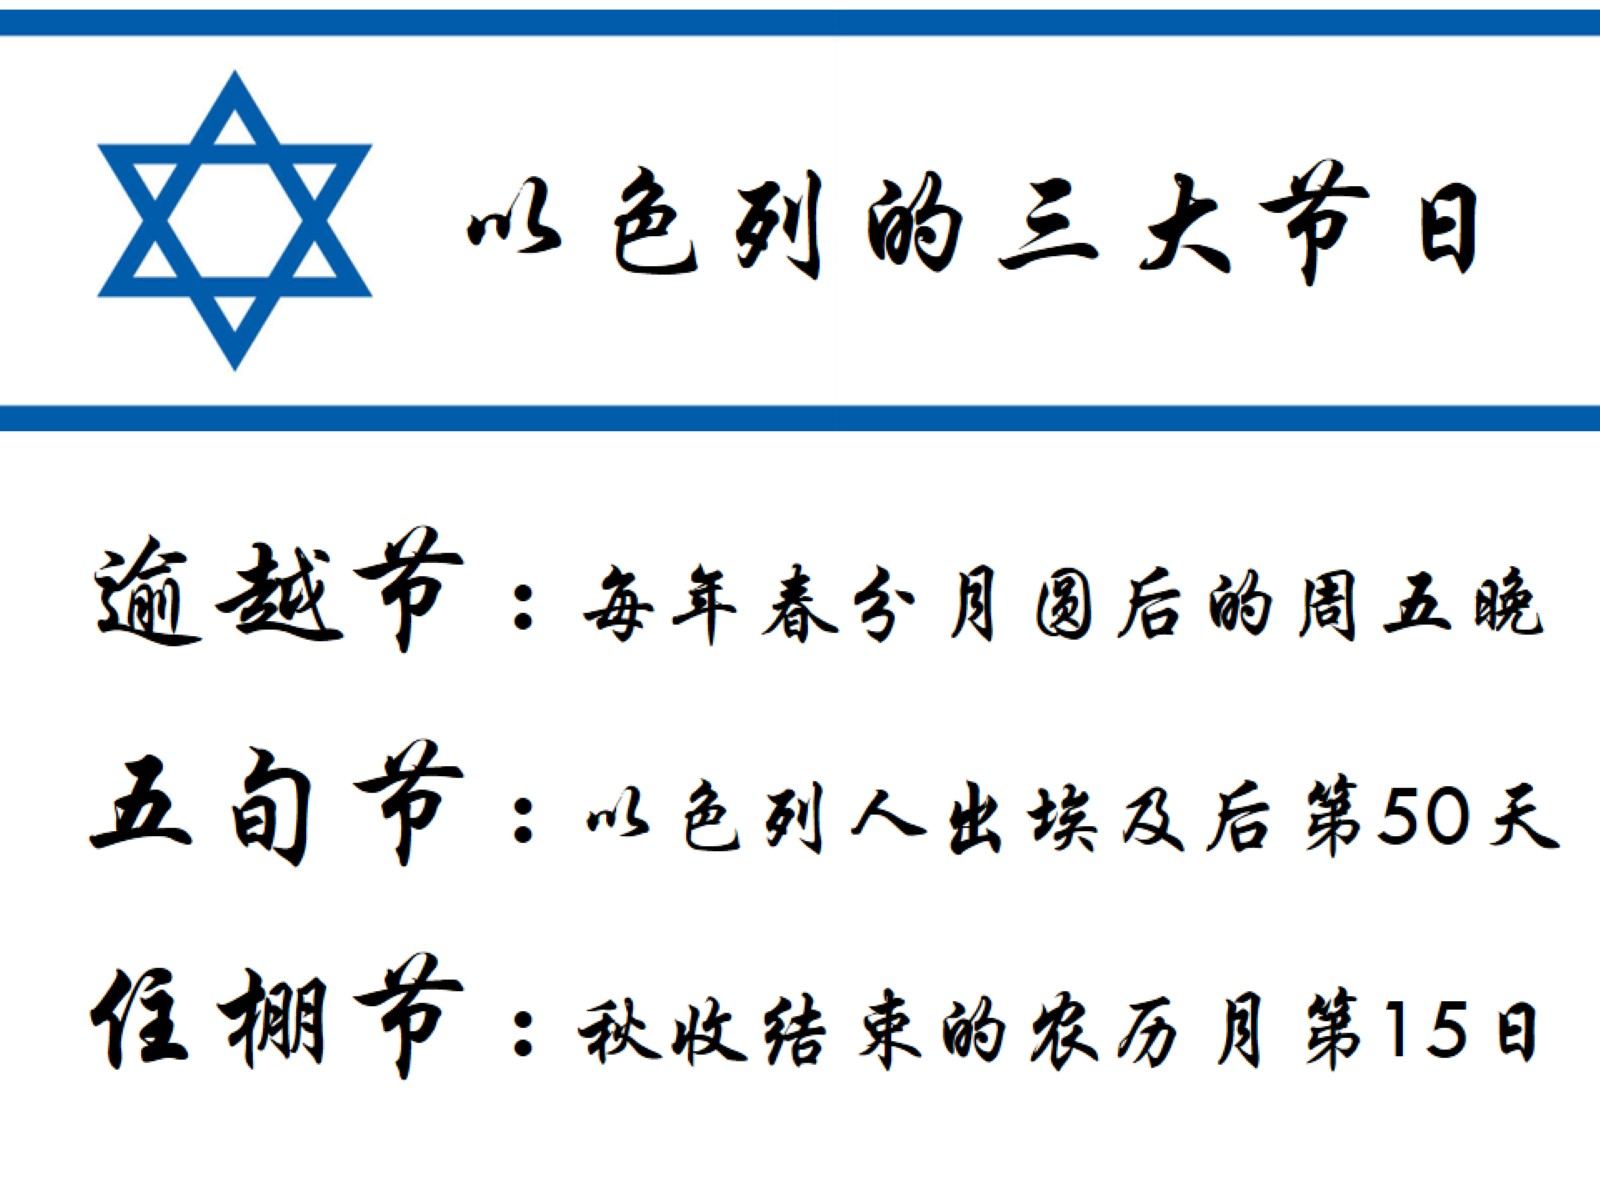 以色列的三大节日
逾越节：每年春分月圆后的周五晚
五旬节：以色列人出埃及后第50天
住棚节：秋收结束的农历月第15日